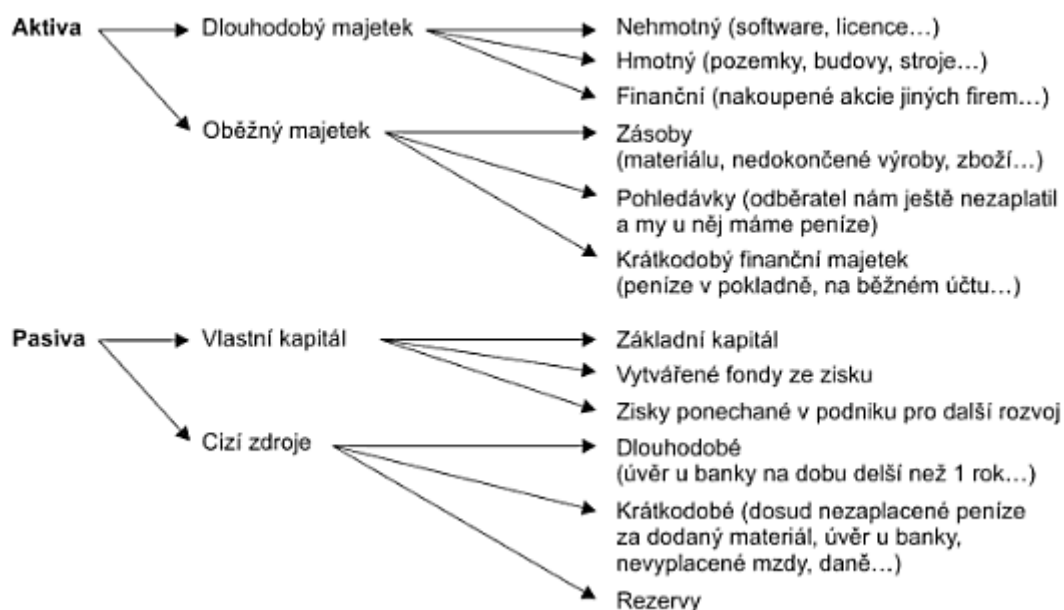 Aktiva
Dlouhodobý majetek
Nehmotný (software, licence…)
Hmotný (pozemky, budovy, stroje…)
Finanční (nakoupené akcie jiných firem…)
Oběžný majetek
Zásoby
(materiálu, nedokončené výroby, zboží…)
Pohledávky (odběratel nám ještě nezaplatil
a my u něj máme peníze)
Krátkodobý finanční majetek
(peníze v pokladně, na běžném účtu…)
Pasiva
Vlastní kapitál
Základní kapitál
Vytvářené fondy ze zisku
Zisky ponechané v podniku pro další rozvoj
Cizí zdroje
Dlouhodobé
(úvěr u banky na dobu delší než 1 rok…)
Krátkodobé (dosud nezaplacené peníze
za dodaný materiál, úvěr u banky,
nevyplacené mzdy, daně…)
Rezervy